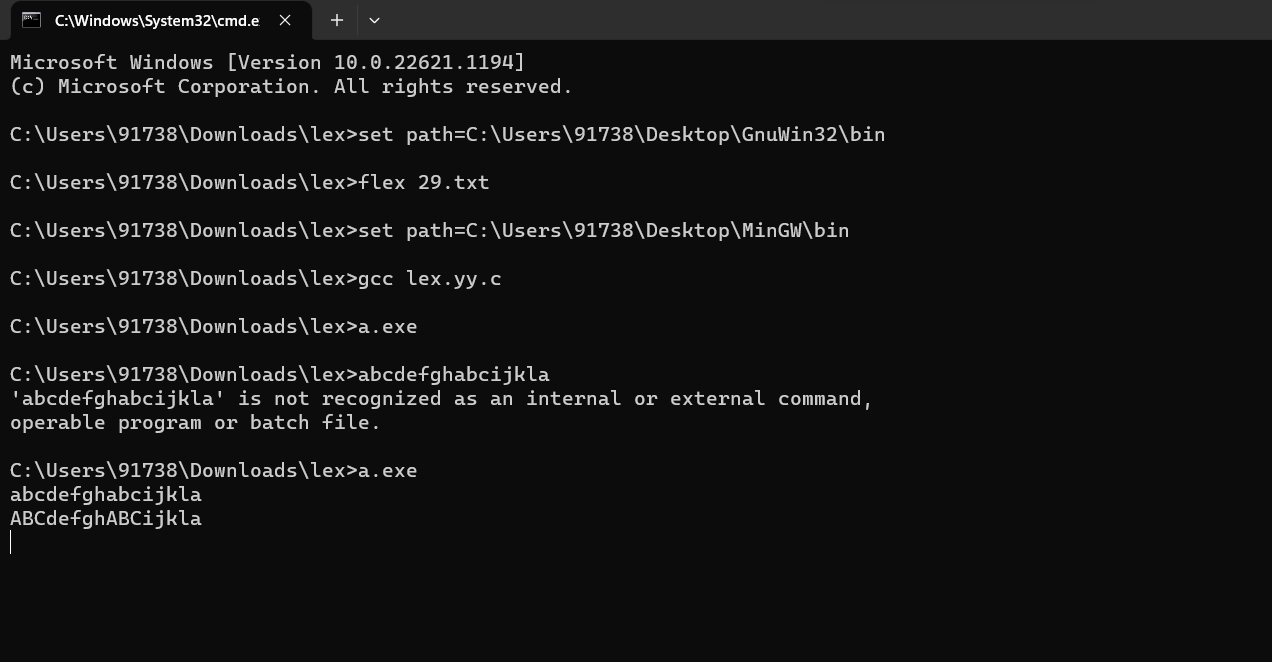 C:\Windows\System32\cmd.e
Microsoft Windows [Version 10.0.22621.1194]
(c) Microsoft Corporation. All rights reserved.
C:\Users\91738\Downloads\lex>set path=C:\Users\91738\Desktop\GnuWin32\bin
C:\Users\91738\Downloads\lex>flex 29.txt
C:\Users\91738\Downloads\lex>set path=C:\Users\91738\Desktop\MinGW\bin
C:\Users\91738\Downloads\lex>gcc lex.yy.c
C:\Users\91738\Downloads\lex>a.exe
C:\Users\91738\Downloads\lex>abcdefghabcijkla
'abcdefghabcijkla' is not recognized as an internal or external command,
operable program or batch file.
C:\Users\91738\Downloads\lex>a.exe
abcdefghabcijkla
ABCdefghABCijkla